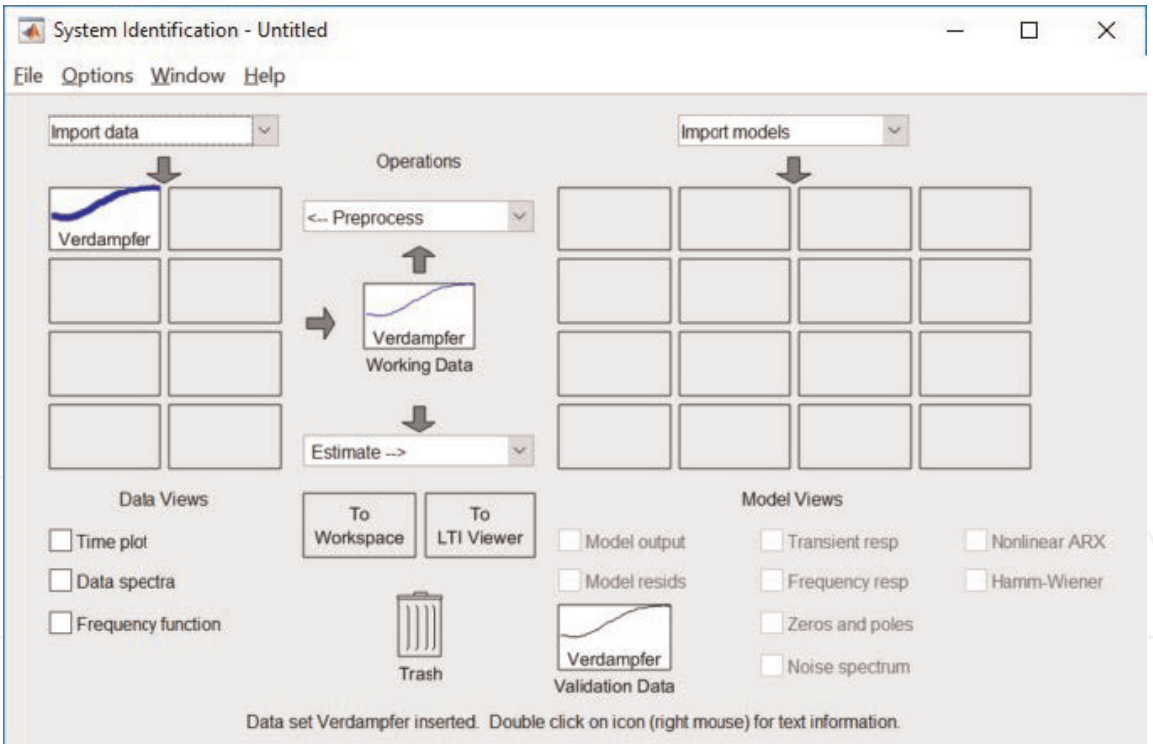 System Identification - Untitled
File Options Window Help
Import data
Import models
Operations
<-- Preprocess
Verdampfer
Verdampfer
Working Data
Estimate -->
Data Views
Time plot
Data spectra
Frequency function
To
Workspace
To
LTI Viewer
Trash
Model Views
Model output
Transient resp
Nonlinear ARX
Model resids
Frequency resp
Hamm-Wiener
Zeros and poles
Noise spectrum
Verdampfer
Validation Data
Data set Verdampfer inserted. Double click on icon (right mouse) for text information.